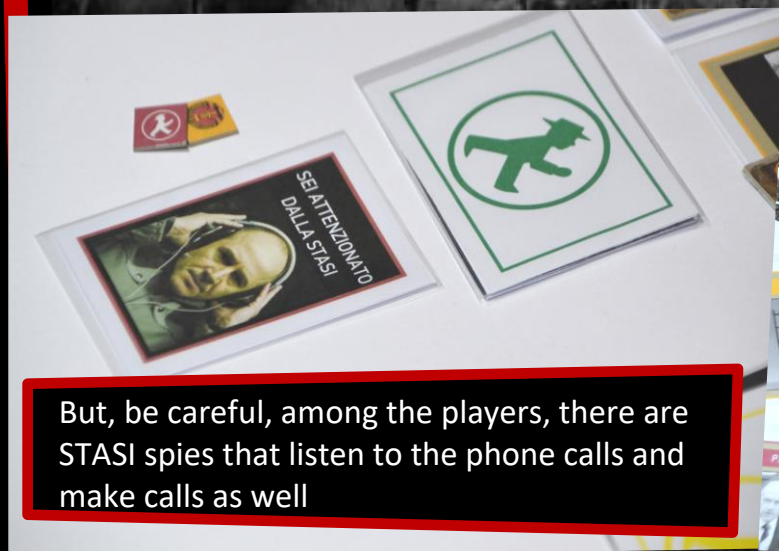 SEI ATTENZIONATO
DALLA STASI
But, be careful, among the players, there are
STASI spies that listen to the phone calls and
make calls as well